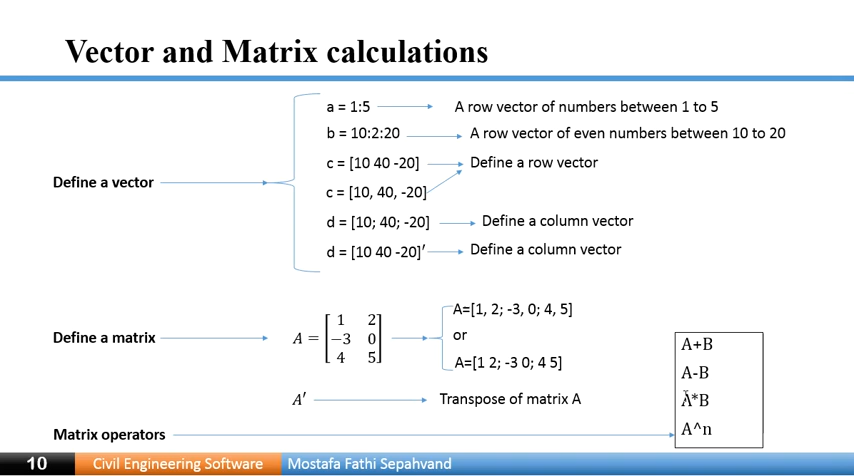 Vector and Matrix calculations
Define a vector
a = 1:5 A row vector of numbers between 1 to 5
b = 10:2:20 A row vector of even numbers between 10 to 20
c = [10 40 -20] Define a row vector
c = [10, 40, -20]
d = [10; 40; -20] Define a column vector
d = [10 40 -20]′ Define a column vector
Define a matrix
A = [1 2
−3 0
4 5]
A=[1, 2; -3, 0; 4, 5]
or
A=[1 2; -3 0; 4 5]
A′ Transpose of matrix A
Matrix operators
A+B
A-B
Ǎ*B
A^n
10 Civil Engineering Software Mostafa Fathi Sepahvand